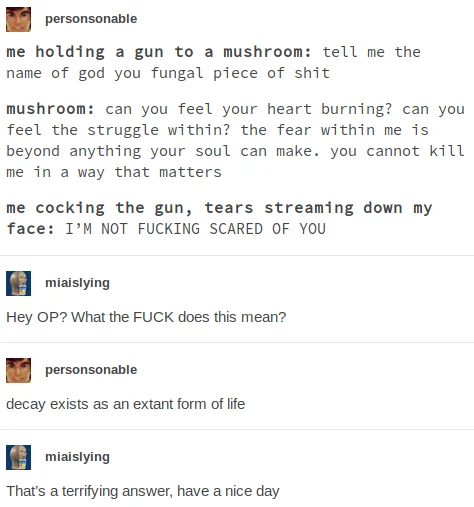 personsonable
me holding a gun to a mushroom: tell me the
name of god you fungal piece of shit
mushroom: can you feel your heart burning? can you
feel the struggle within? the fear within me is
beyond anything your soul can make. you cannot kill
me in a way that matters
me cocking the gun, tears streaming down my
face: I’M NOT FUCKING SCARED OF YOU
miaislying
Hey OP? What the FUCK does this mean?
personsonable
decay exists as an extant form of life
miaislying
That’s a terrifying answer, have a nice day